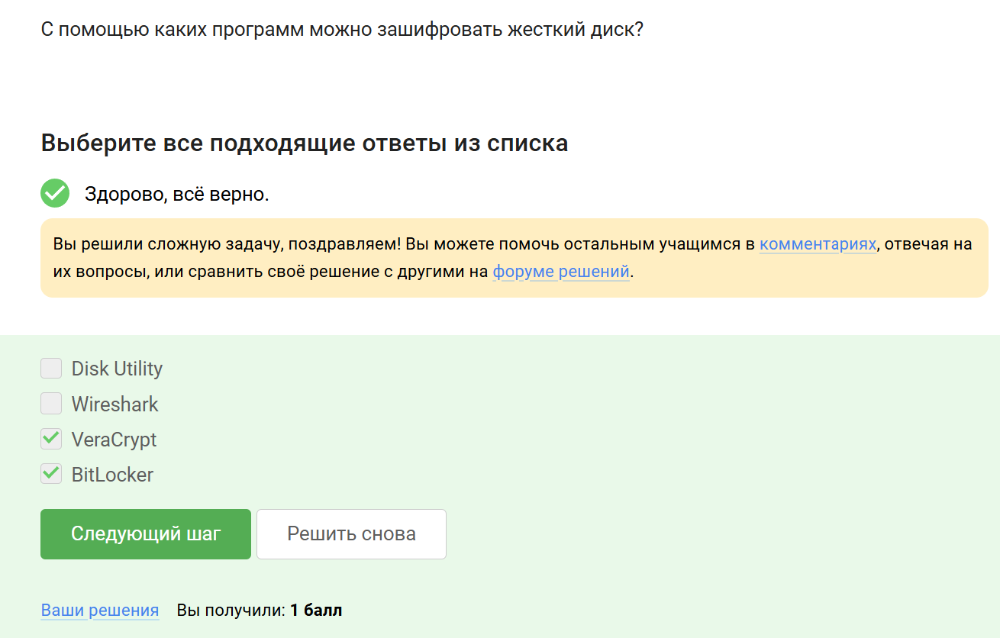 С помощью каких программ можно зашифровать жесткий диск?
Выберите все подходящие ответы из списка
Здорово, всё верно.
Вы решили сложную задачу, поздравляем! Вы можете помочь остальным учащимся в комментариях, отвечая на
их вопросы, или сравнить своё решение с другими на форуме решений.
Disk Utility
Wireshark
VeraCrypt
BitLocker
Следующий шаг Решить снова
Ваши решения Вы получили: 1 балл